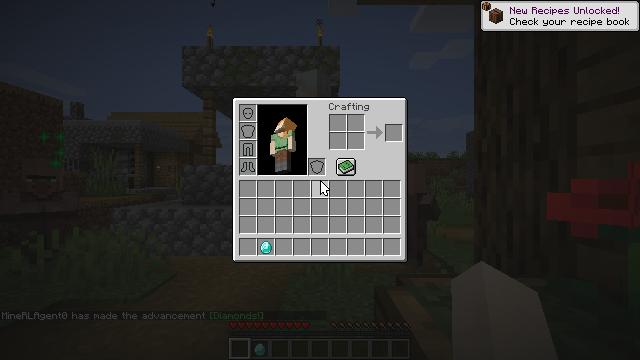 New Recipes Unlocked!
Check your recipe book
Crafting
MineRLAgent0 has made the advancement [Diamonds!]